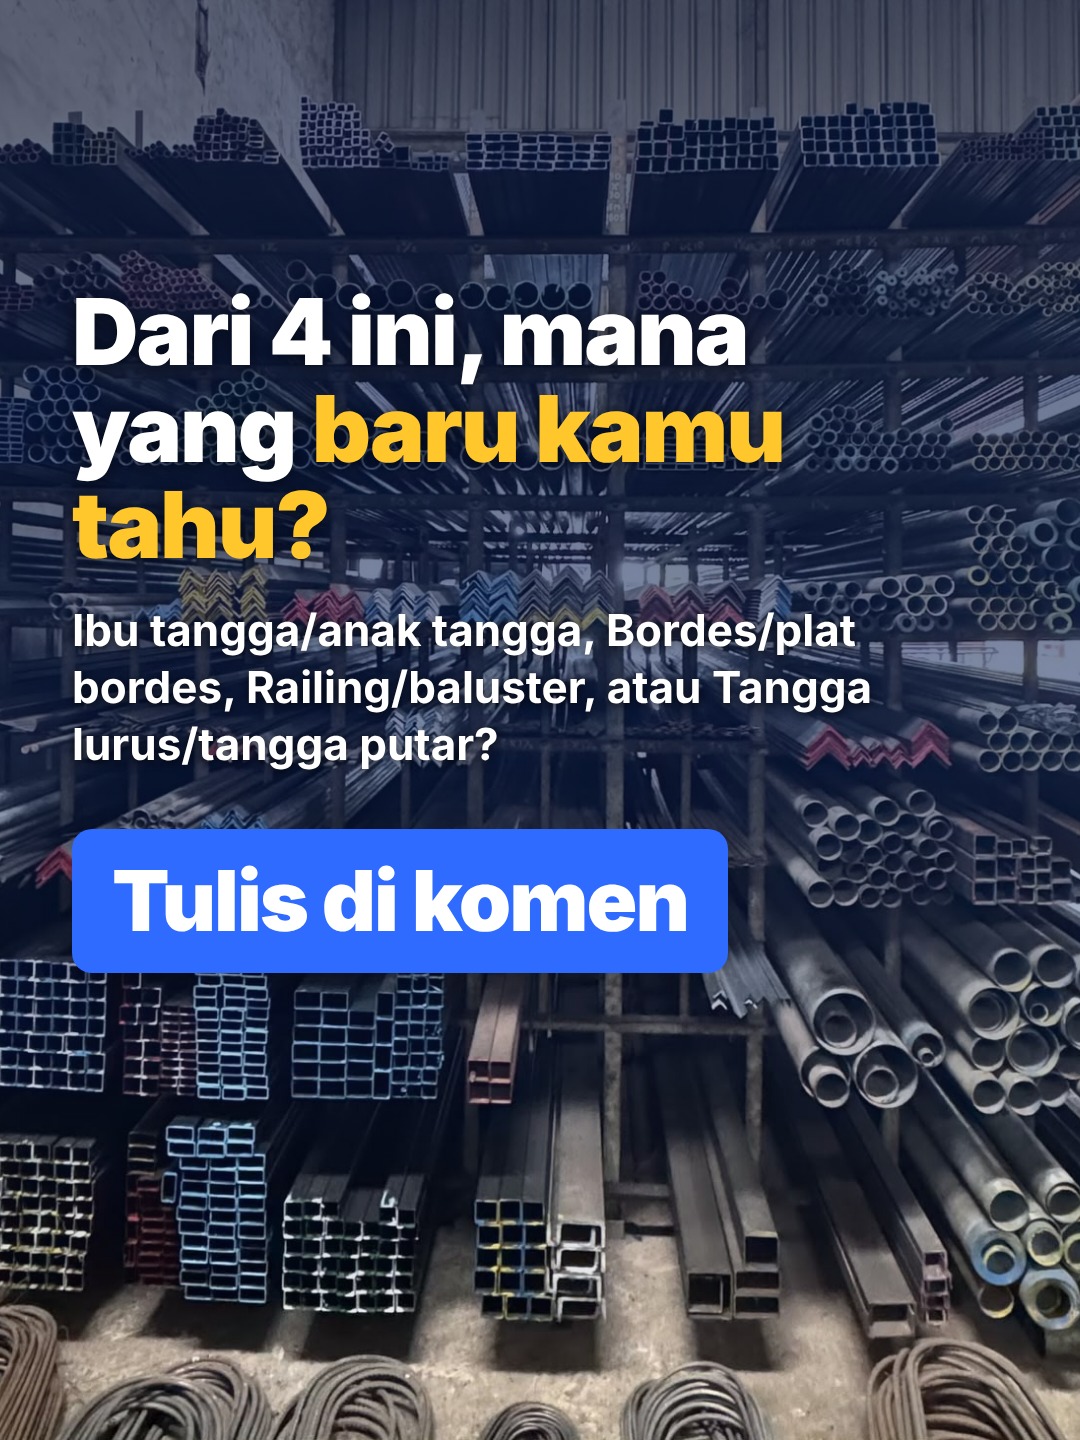 Dari 4 ini, mana
yang baru kamu
tahu?
Ibu tangga/anak tangga, Bordes/plat
bordes, Railing/baluster, atau Tangga
lurus/tangga putar?
Tulis di komen